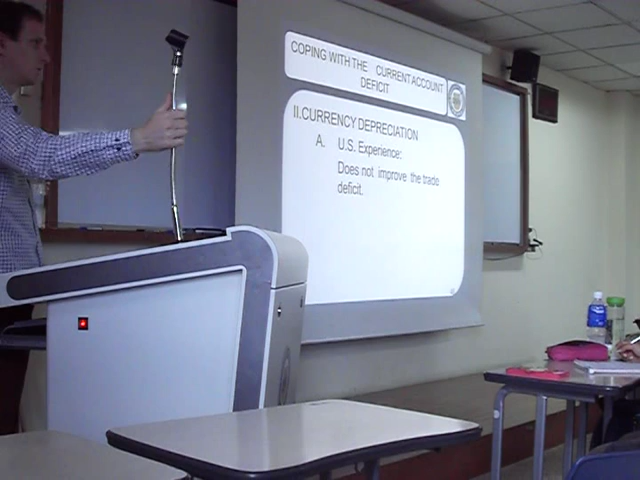 COPING WITH THE CURRENT ACCOUNT
DEFICIT
II.CURRENCY DEPRECIATION
A. U.S. Experience:
Does not improve the trade
deficit.